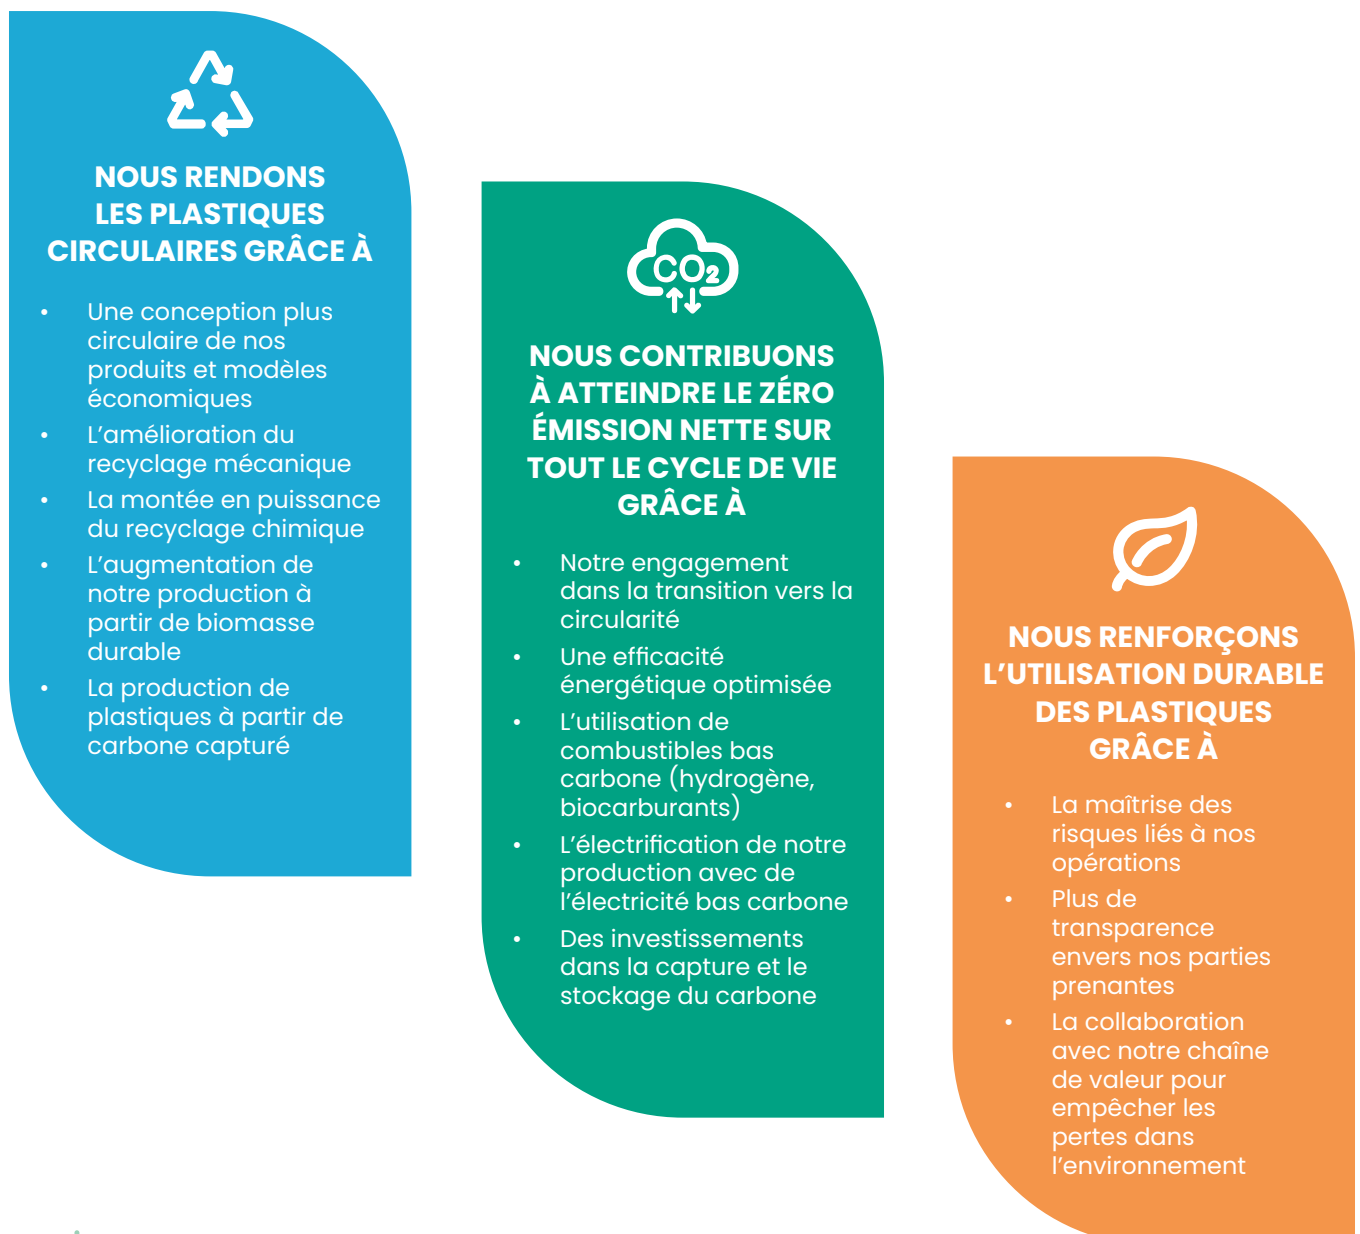 NOUS RENDONS
LES PLASTIQUES
CIRCULAIRES GRÂCE À
• Une conception plus
circulaire de nos
produits et modèles
économiques
• L’amélioration du
recyclage mécanique
• La montée en puissance
du recyclage chimique
• L’augmentation de
notre production à
partir de biomasse
durable
• La production de
plastiques à partir de
carbone capturé
CO2
NOUS CONTRIBUONS
À ATTEINDRE LE ZÉRO
ÉMISSION NETTE SUR
TOUT LE CYCLE DE VIE
GRÂCE À
• Notre engagement
dans la transition vers la
circularité
• Une efficacité
énergétique optimisée
• L’utilisation de
combustibles bas
carbone (hydrogène,
biocarburants)
• L’électrification de notre
production avec de
l’électricité bas carbone
• Des investissements
dans la capture et le
stockage du carbone
NOUS RENFORÇONS
L’UTILISATION DURABLE
DES PLASTIQUES
GRÂCE À
• La maîtrise des
risques liés à nos
opérations
• Plus de
transparence
envers nos parties
prenantes
• La collaboration
avec notre chaîne
de valeur pour
empêcher les
pertes dans
l’environnement